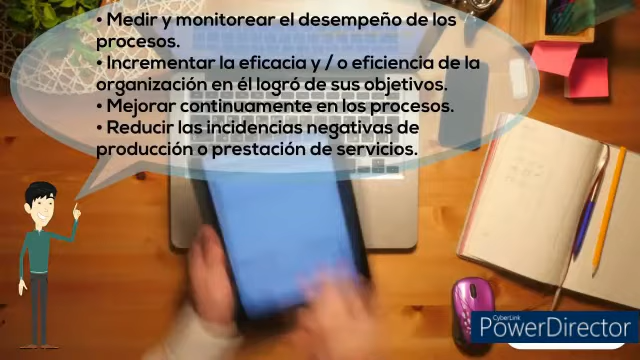 • Medir y monitorear el desempeño de los
procesos.
• Incrementar la eficacia y / o eficiencia de la
organización en él logró de sus objetivos.
• Mejorar continuamente en los procesos.
• Reducir las incidencias negativas de
producción o prestación de servicios.
CyberLink
PowerDirector